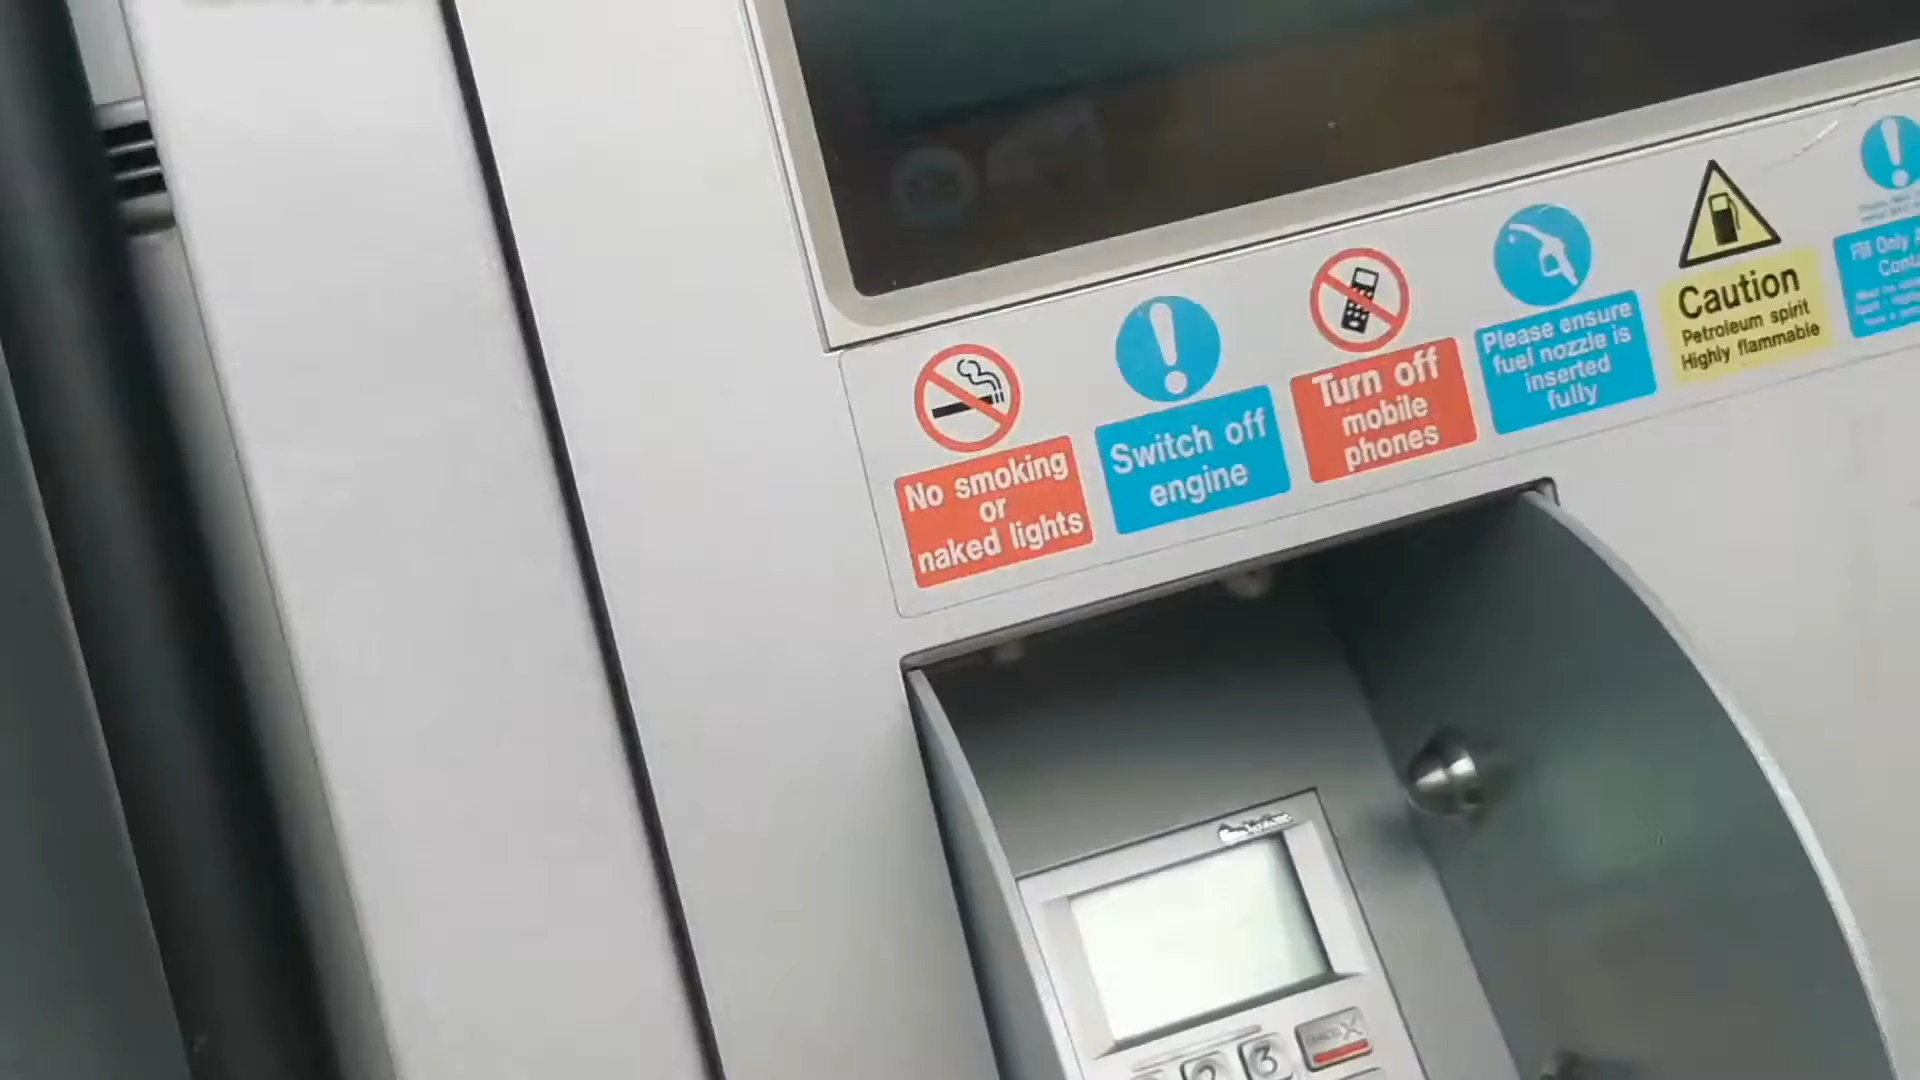 No smoking
or
naked lights
Switch off
engine
Turn off
mobile
phones
Please ensure
fuel nozzle is
inserted
fully
Caution
Petroleum spirit
Highly flammable
Fill Only
2
3
X